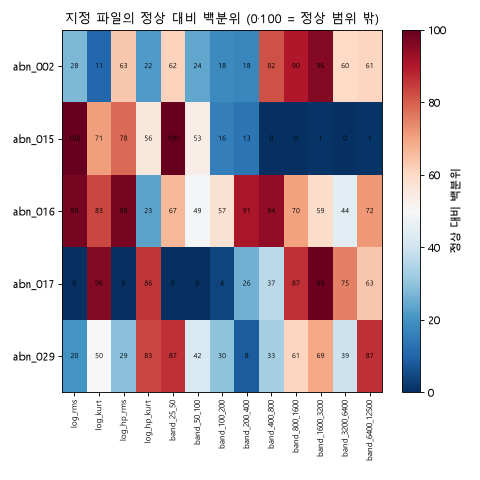 지정 파일의 정상 대비 백분위 (0·100 = 정상 범위 밖)
abn_002 28 11 63 22 62 24 18 18 82 90 96 60 61
abn_015 100 71 78 56 100 53 16 13 0 0 1 0 1
abn_016 98 83 98 23 67 49 57 91 94 70 59 44 72
abn_017 0 96 0 86 0 0 4 26 37 87 75 63
abn_029 20 50 29 83 87 42 30 8 33 61 69 39 87
log_rms
log_kurt
log_hp_rms
log_hp_kurt
band_25_50
band_50_100
band_100_200
band_200_400
band_400_800
band_800_1600
band_1600_3200
band_3200_6400
band_6400_12500
100
80
60
40
20
0
정상 대비 백분위